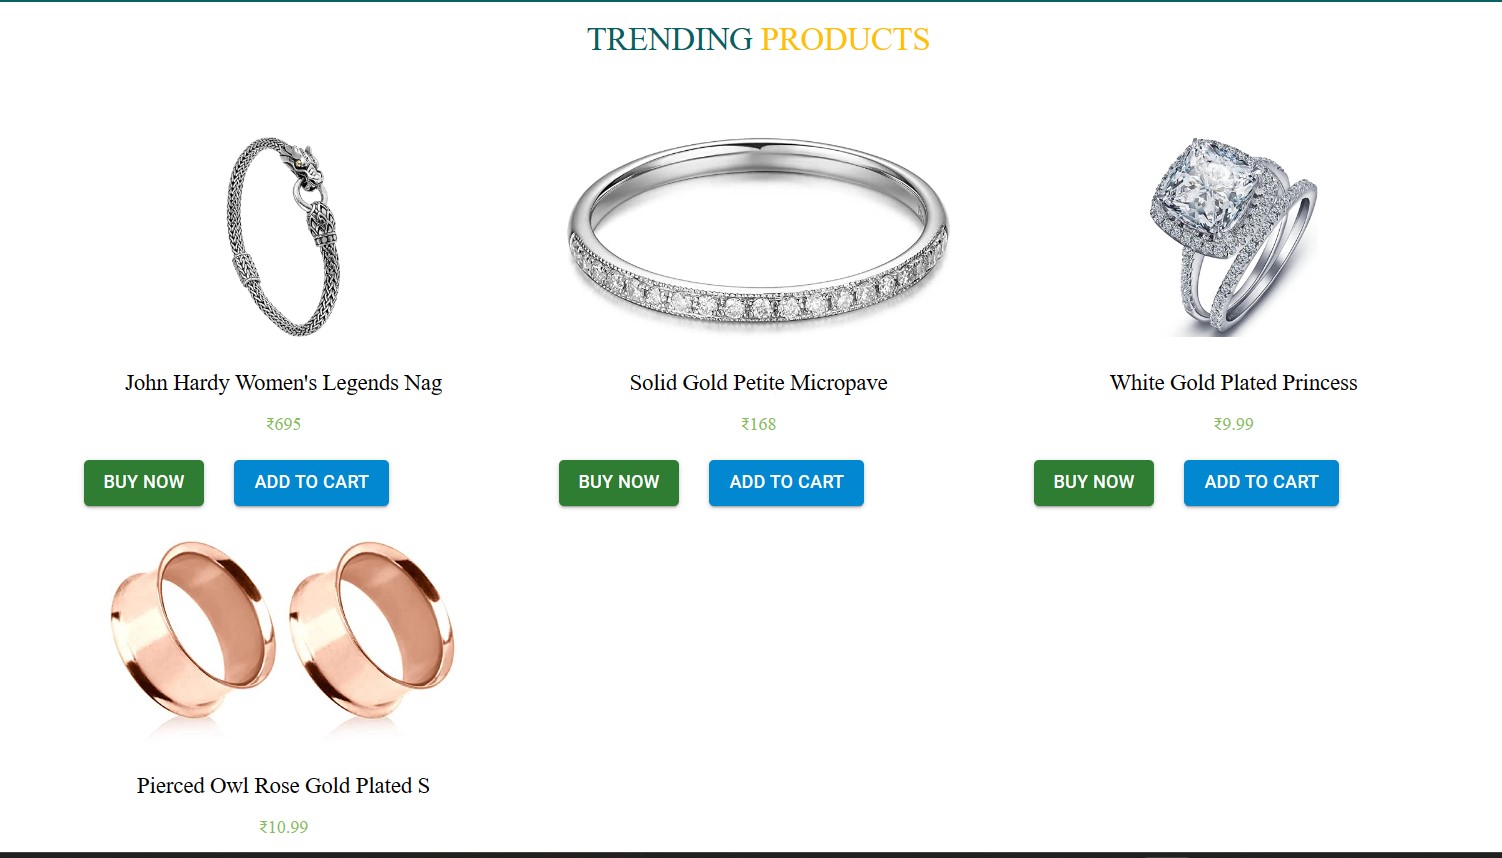 TRENDING PRODUCTS
John Hardy Women's Legends Nag
₹695
BUY NOW
ADD TO CART
Solid Gold Petite Micropave
₹168
BUY NOW
ADD TO CART
White Gold Plated Princess
₹9.99
BUY NOW
ADD TO CART
Pierced Owl Rose Gold Plated S
₹10.99